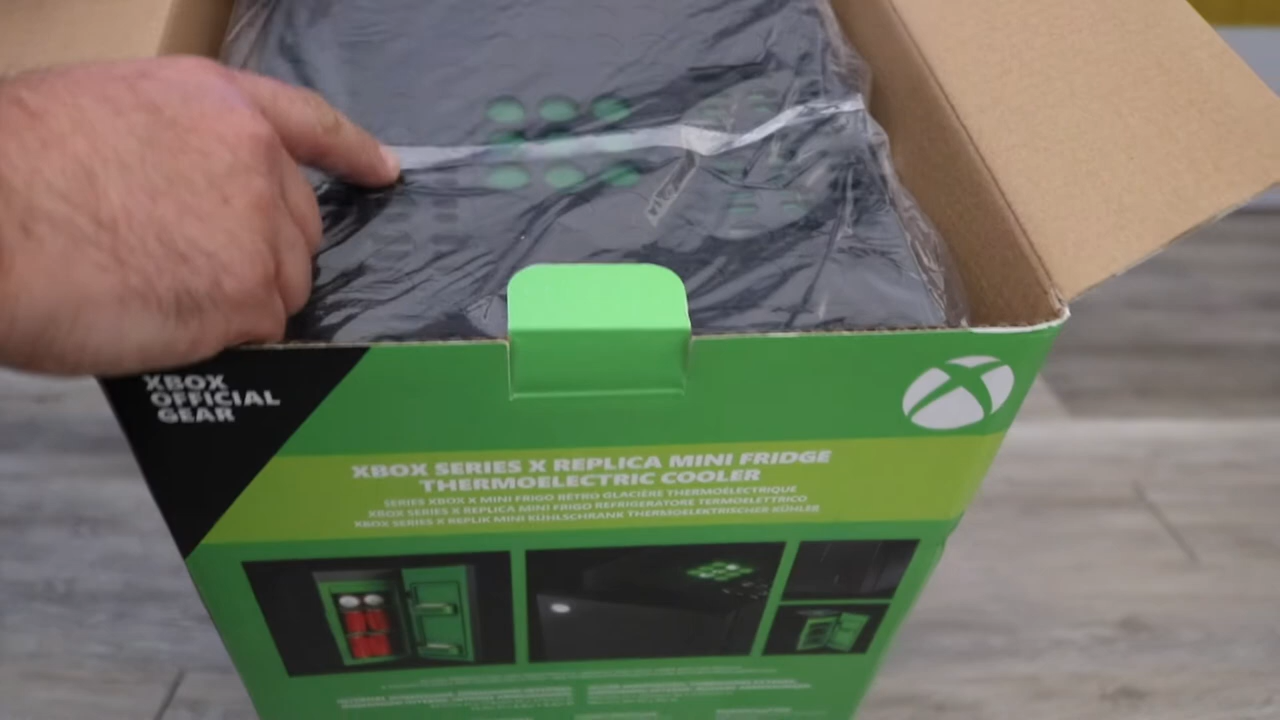 XBOX
OFFICIAL
GEAR
XBOX SERIES X REPLICA MINI FRIDGE
THERMOELECTRIC COOLER
SERIES XBOX X MINI FRIGO RÉTRO GLACIÈRE THERMOÉLECTRIQUE
XBOX SERIES X REPLICA MINI FRIGO REFRIGERATORE TERMOELETTRICO
XBOX SERIES X REPLIK MINI KÜHLSCHRANK THERMOELEKTRISCHER KÜHLER